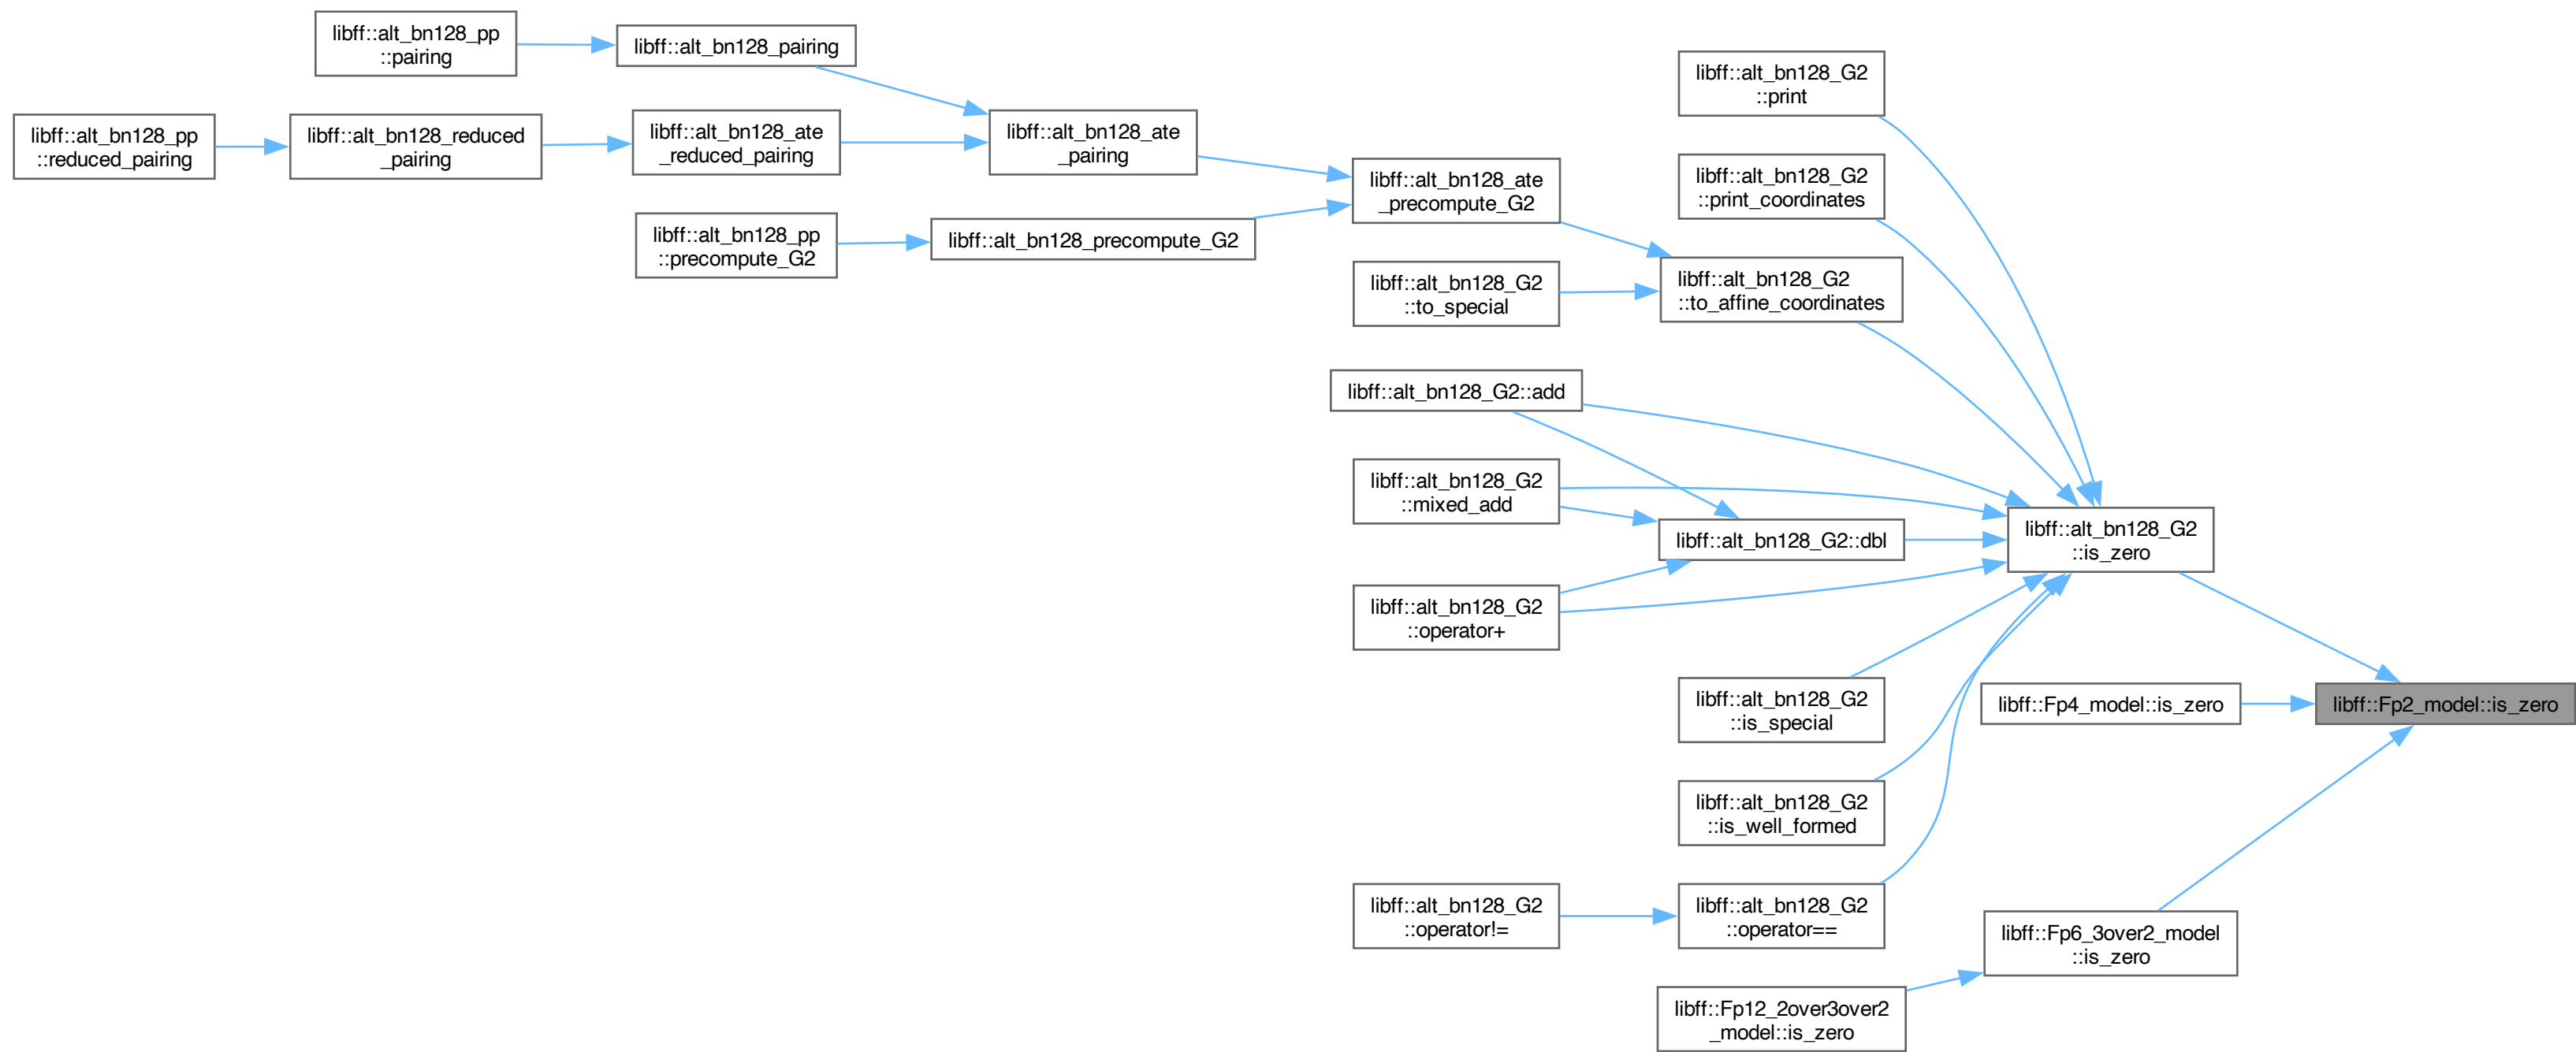 libff::alt_bn128_pp
::pairing
libff::alt_bn128_pairing
libff::alt_bn128_G2
::print
libff::alt_bn128_pp
::reduced_pairing
libff::alt_bn128_reduced
_pairing
libff::alt_bn128_ate
_reduced_pairing
libff::alt_bn128_ate
_pairing
libff::alt_bn128_ate
_precompute_G2
libff::alt_bn128_G2
::print_coordinates
libff::alt_bn128_pp
::precompute_G2
libff::alt_bn128_precompute_G2
libff::alt_bn128_G2
::to_special
libff::alt_bn128_G2
::to_affine_coordinates
libff::alt_bn128_G2::add
libff::alt_bn128_G2
::mixed_add
libff::alt_bn128_G2::dbl
libff::alt_bn128_G2
::is_zero
libff::alt_bn128_G2
::operator+
libff::alt_bn128_G2
::is_special
libff::Fp4_model::is_zero
libff::Fp2_model::is_zero
libff::alt_bn128_G2
::is_well_formed
libff::alt_bn128_G2
::operator!=
libff::alt_bn128_G2
::operator==
libff::Fp6_3over2_model
::is_zero
libff::Fp12_2over3over2
_model::is_zero